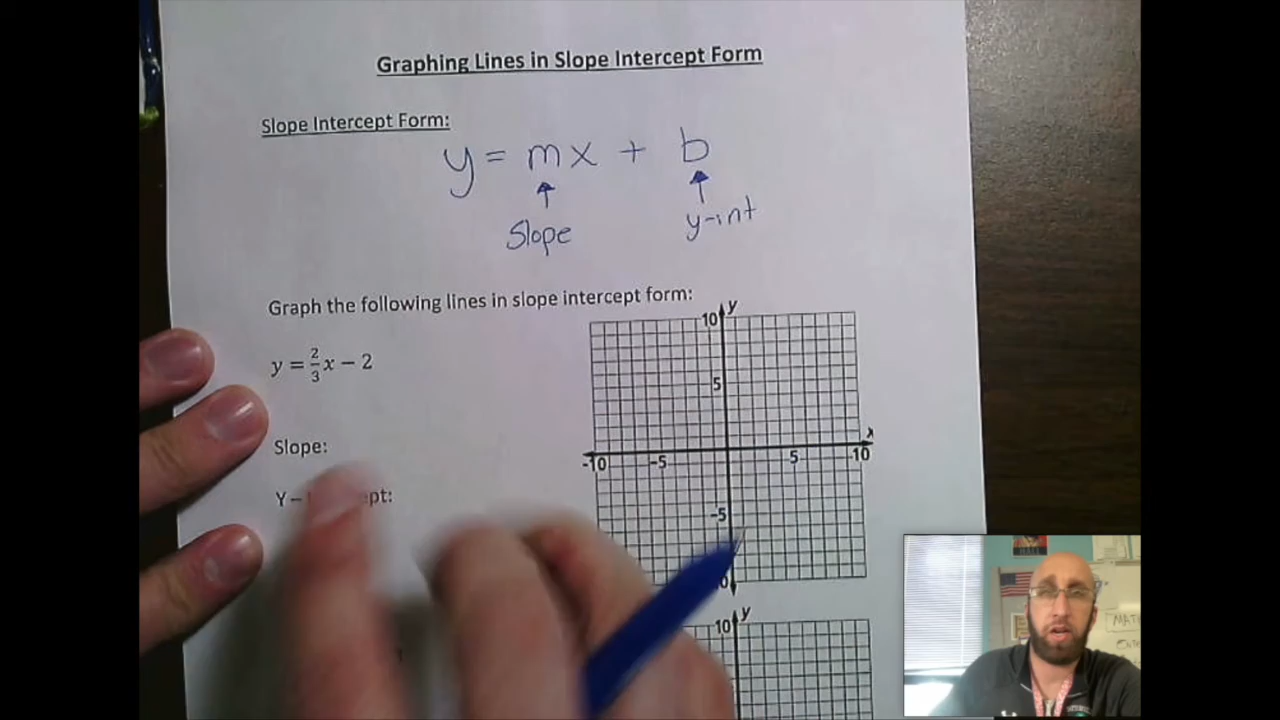 Graphing Lines in Slope Intercept Form
Slope Intercept Form:
y = mx + b
Slope
y-int
Graph the following lines in slope intercept form:
y = 2/3 x − 2
Slope:
10 y
5
-10 -5 5 10 x
-5
10 y